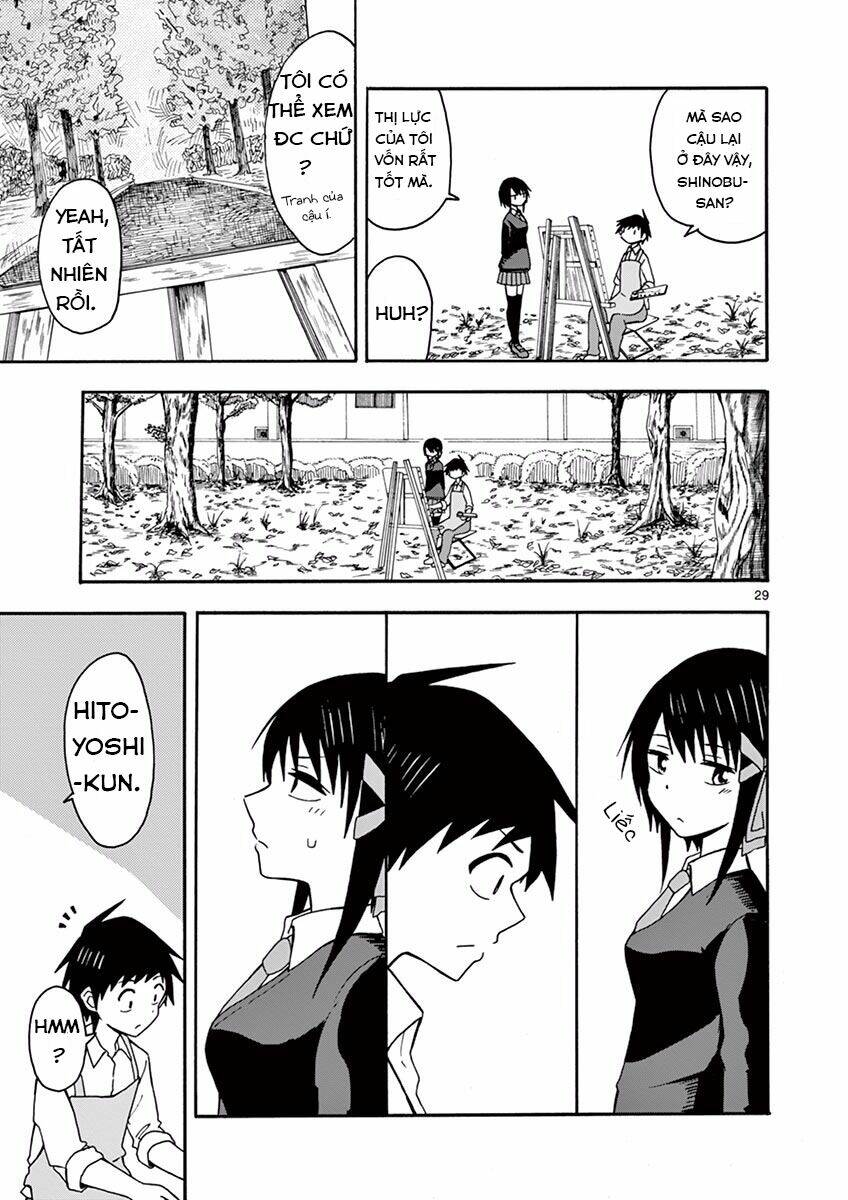 MÀ SAO
CẬU LẠI
Ở ĐÂY VẬY,
SHINOBU-
SAN?
THỊ LỰC
CỦA TÔI
VỐN RẤT
TỐT MÀ.
HUH?
TÔI CÓ
THỂ XEM
ĐC CHỨ
?
Tranh của
cậu í.
YEAH,
TẤT
NHIÊN
RỒI.
29
Liếc
HITO-
YOSHI
-KUN.
HMM
?